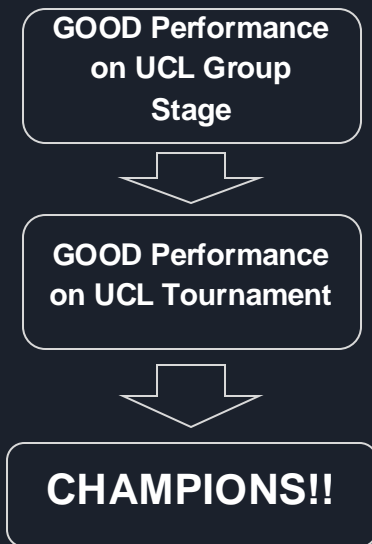 GOOD Performance
on UCL Group
Stage
GOOD Performance
on UCL Tournament
CHAMPIONS!!